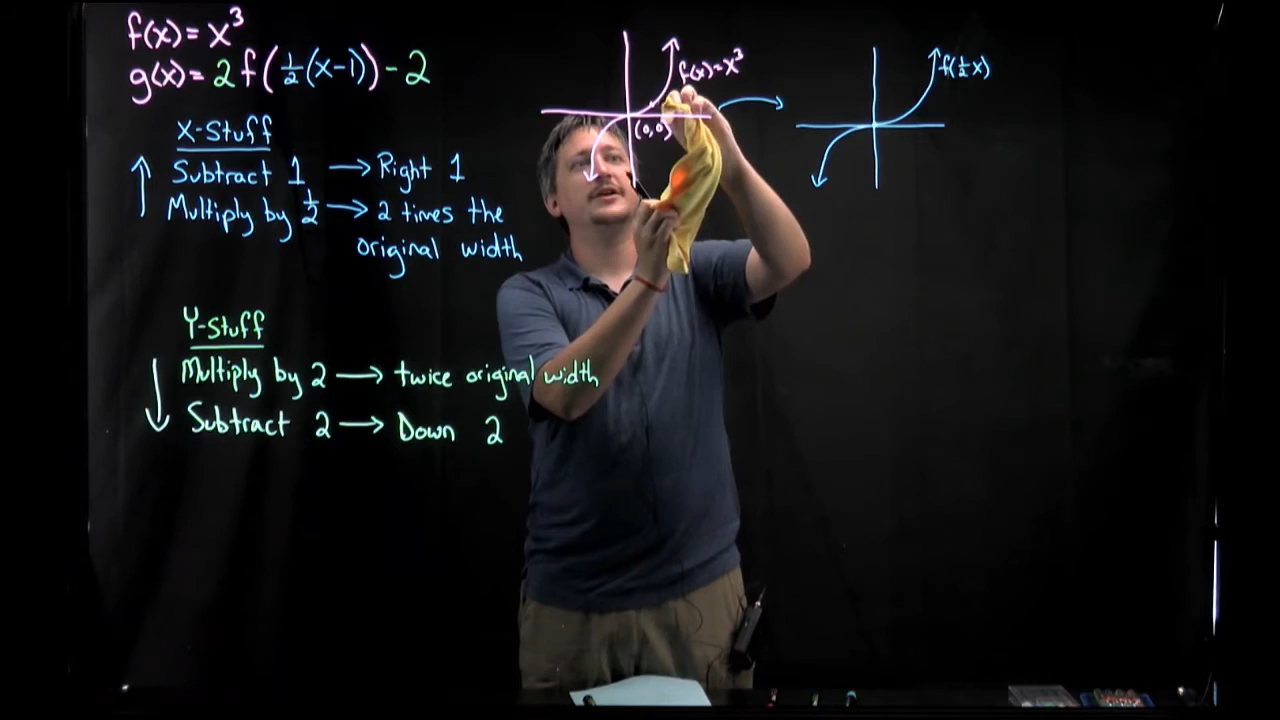 f(x) = x³
g(x) = 2f(½(x-1)) - 2
X-Stuff
Subtract 1 → Right 1
Multiply by ½ → 2 times the
original width
Y-Stuff
Multiply by 2 → twice original width
Subtract 2 → Down 2
f(x)=x³
(0,0)
f(½x)